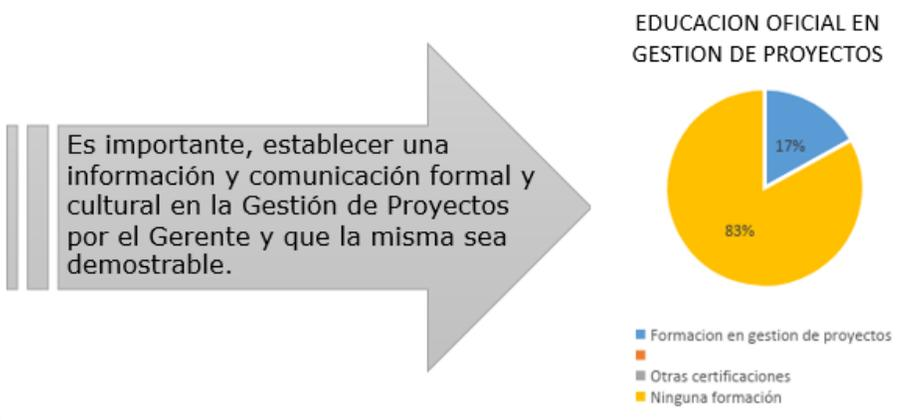 Es importante, establecer una
información y comunicación formal y
cultural en la Gestión de Proyectos
por el Gerente y que la misma sea
demostrable.
EDUCACION OFICIAL EN
GESTION DE PROYECTOS
17%
83%
Formacion en gestion de proyectos
Otras certificaciones
Ninguna formación